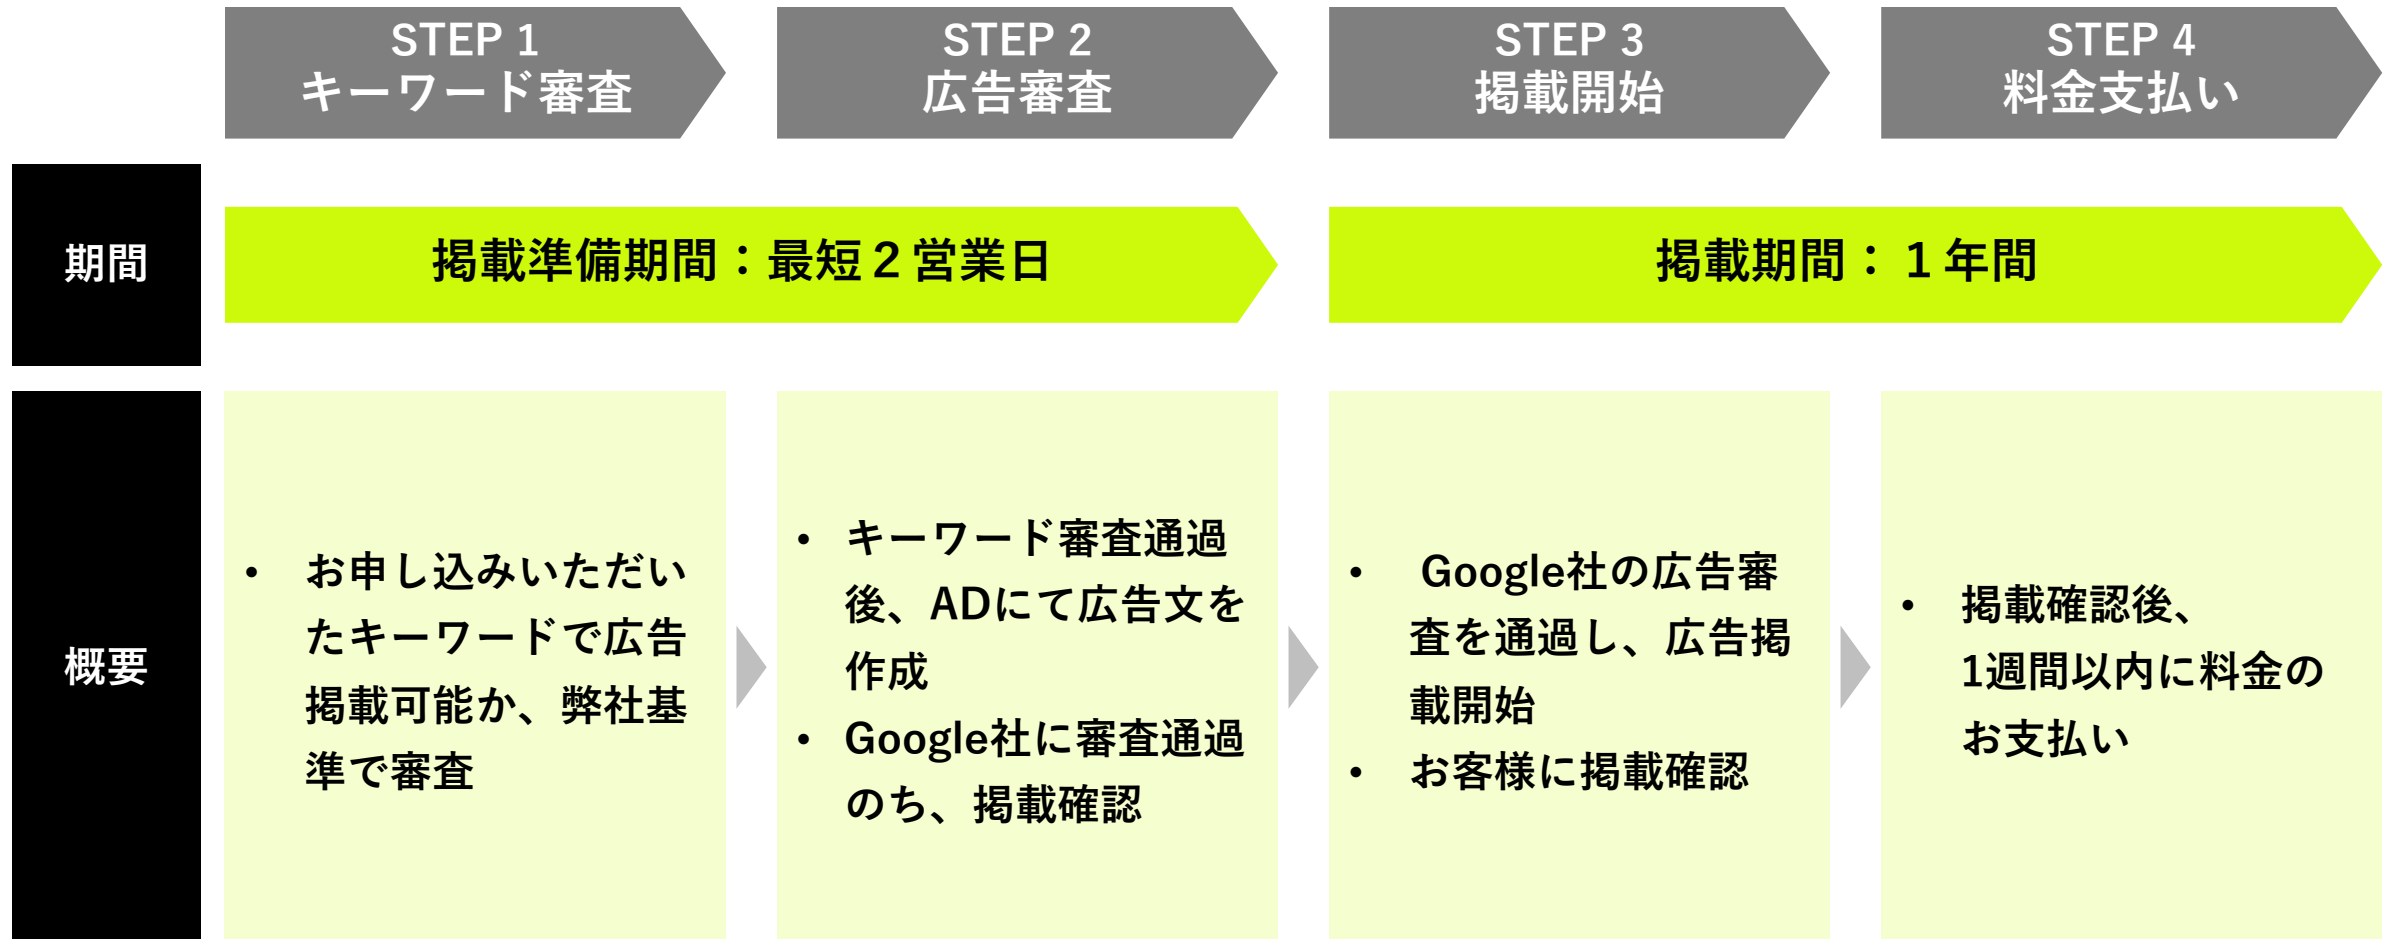 STEP 1
キーワード審査
STEP 2
広告審査
STEP 3
掲載開始
STEP 4
料金支払い
期間
掲載準備期間：最短２営業日
掲載期間：１年間
概要
• お申し込みいただい
たキーワードで広告
掲載可能か、弊社基
準で審査
• キーワード審査通過
後、ADにて広告文を
作成
• Google社に審査通過
のち、掲載確認
• Google社の広告審
査を通過し、広告掲
載開始
• お客様に掲載確認
• 掲載確認後、
1週間以内に料金の
お支払い